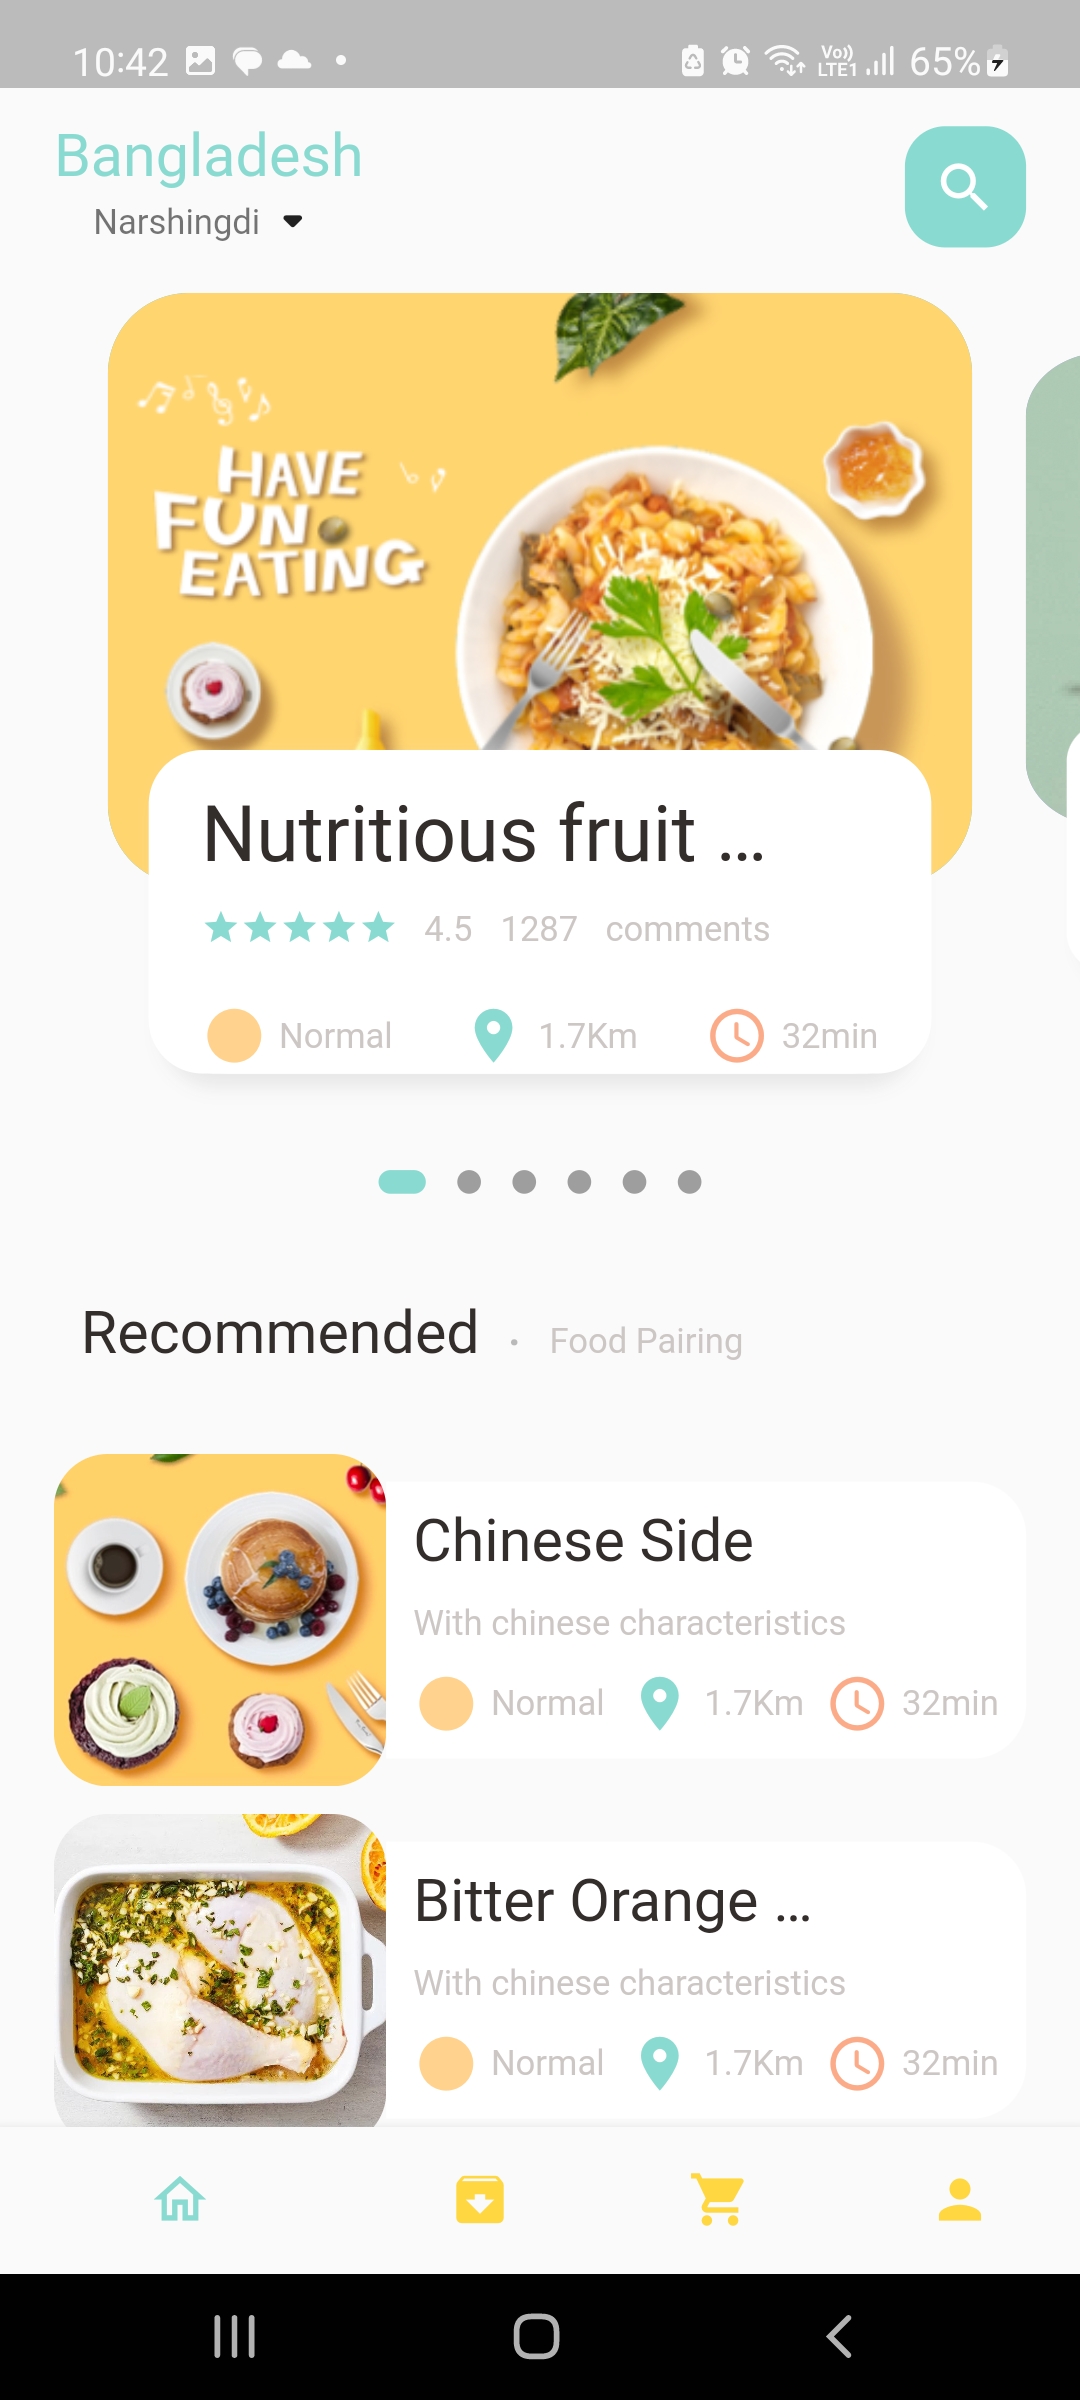 10:42 Vo)) LTE1 65%
Bangladesh
Narshingdi
HAVE
FUN
EATING
Nutritious fruit ...
4.5 1287 comments
Normal 1.7Km 32min
Recommended · Food Pairing
Chinese Side
With chinese characteristics
Normal 1.7Km 32min
Bitter Orange ...
With chinese characteristics
Normal 1.7Km 32min